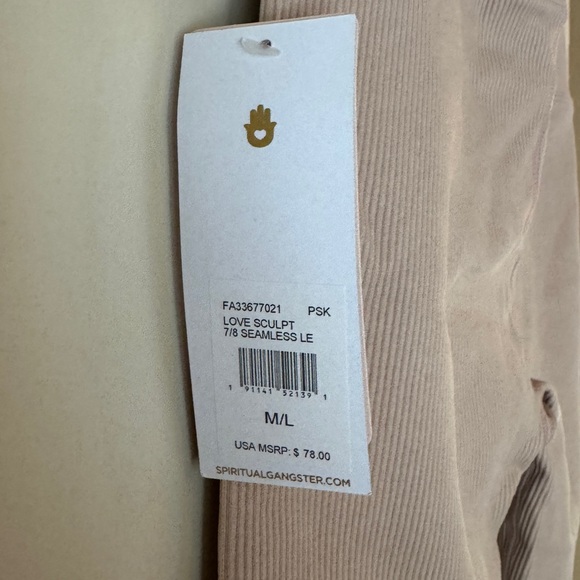 FA33677021 PSK
LOVE SCULPT
7/8 SEAMLESS LE
1 91141 52139 1
M/L
USA MSRP: $ 78.00
SPIRITUALGANGSTER.COM